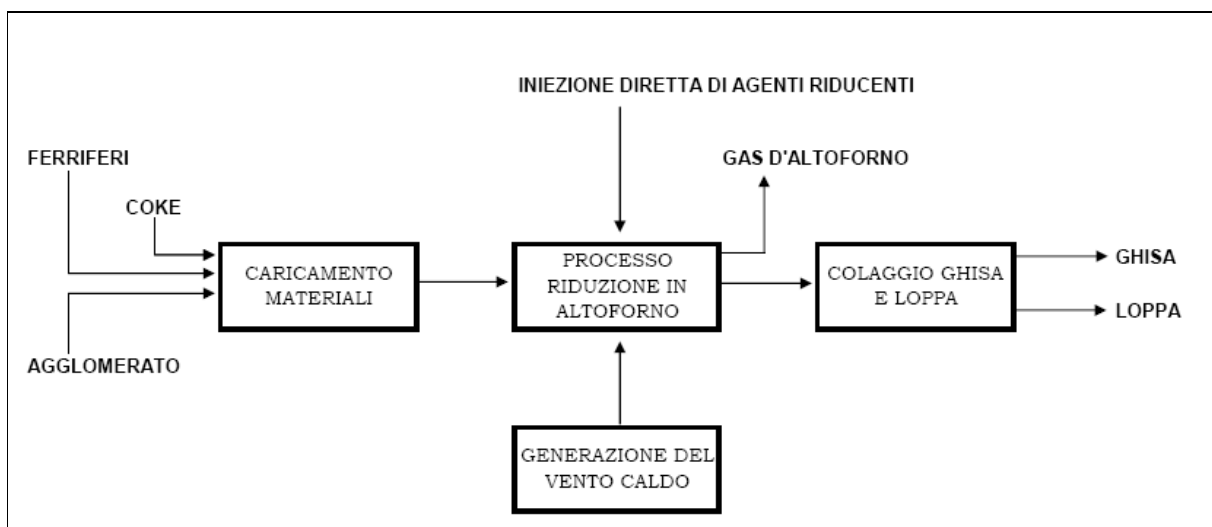 INIEZIONE DIRETTA DI AGENTI RIDUCENTI
FERRIFERI
GAS D'ALTOFORNO
COKE
CARICAMENTO
MATERIALI
PROCESSO
RIDUZIONE IN
ALTOFORNO
COLAGGIO GHISA
E LOPPA
GHISA
LOPPA
AGGLOMERATO
GENERAZIONE DEL
VENTO CALDO